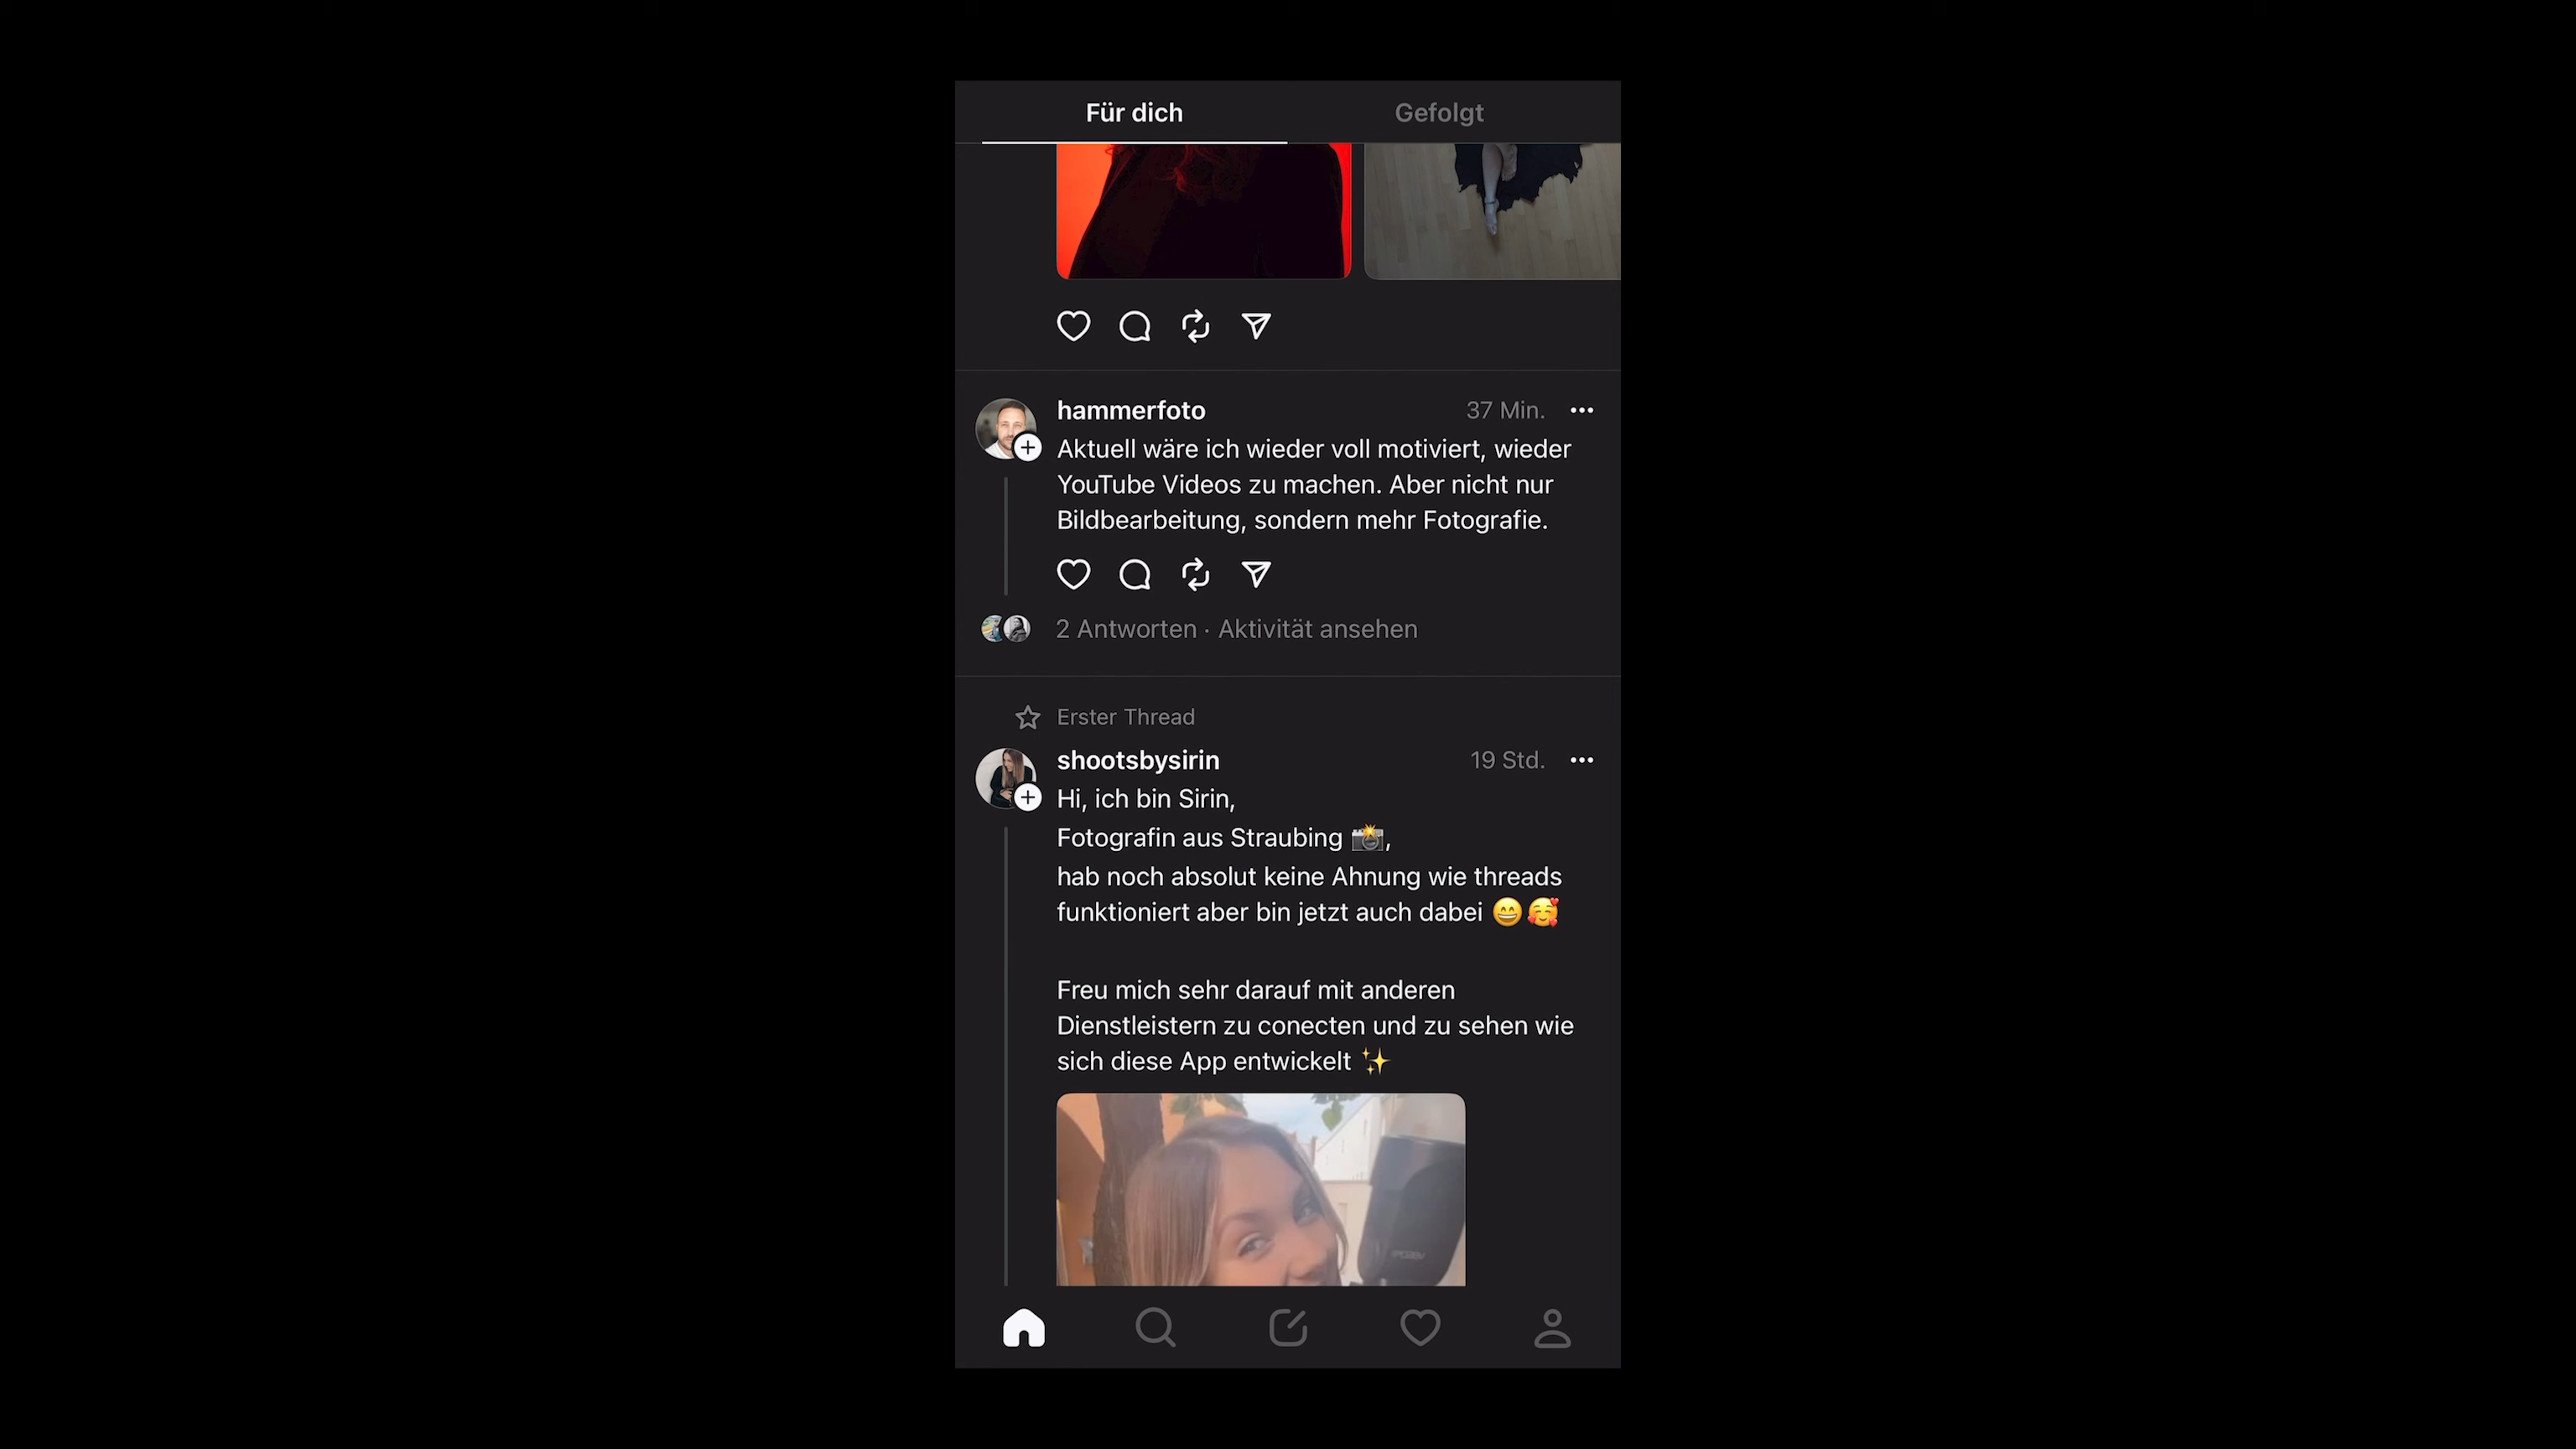 Für dich
Gefolgt
hammerfoto
37 Min.
Aktuell wäre ich wieder voll motiviert, wieder
YouTube Videos zu machen. Aber nicht nur
Bildbearbeitung, sondern mehr Fotografie.
2 Antworten · Aktivität ansehen
Erster Thread
shootsbysirin
19 Std.
Hi, ich bin Sirin,
Fotografin aus Straubing 📸,
hab noch absolut keine Ahnung wie threads
funktioniert aber bin jetzt auch dabei 😄🥰
Freu mich sehr darauf mit anderen
Dienstleistern zu conecten und zu sehen wie
sich diese App entwickelt ✨